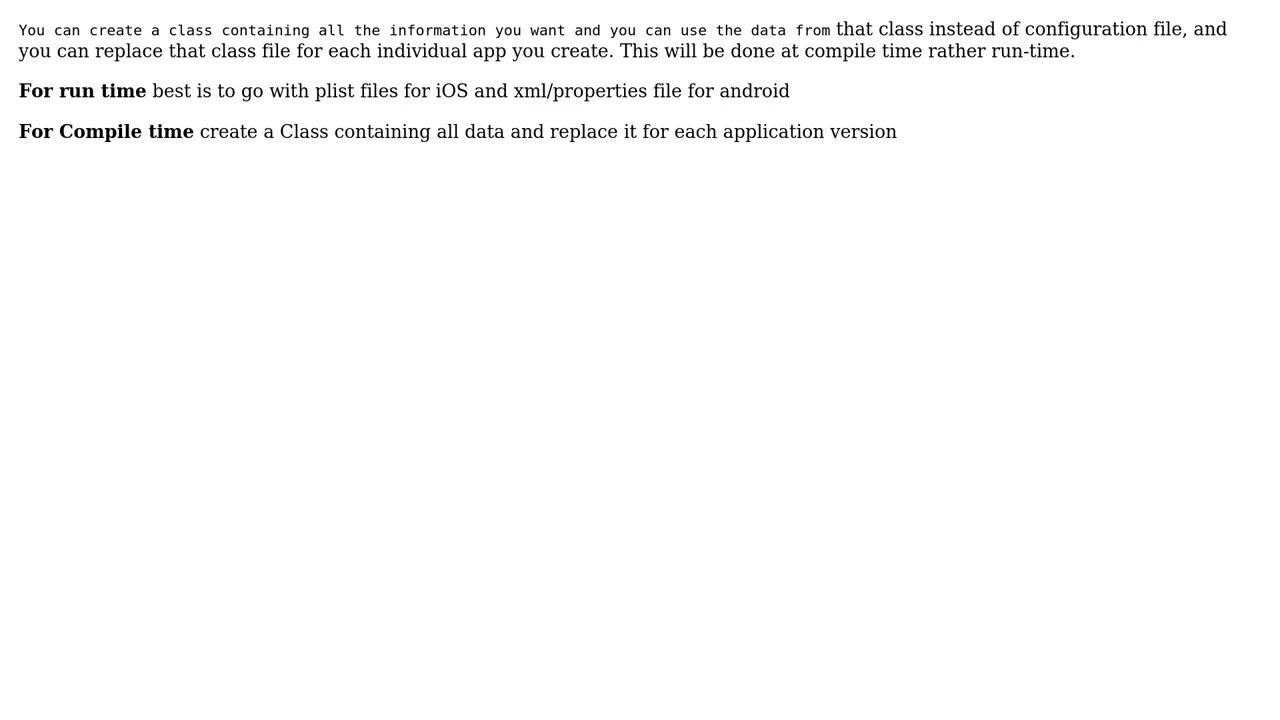 You can create a class containing all the information you want and you can use the data from that class instead of configuration file, and
you can replace that class file for each individual app you create. This will be done at compile time rather run-time.
For run time best is to go with plist files for iOS and xml/properties file for android
For Compile time create a Class containing all data and replace it for each application version